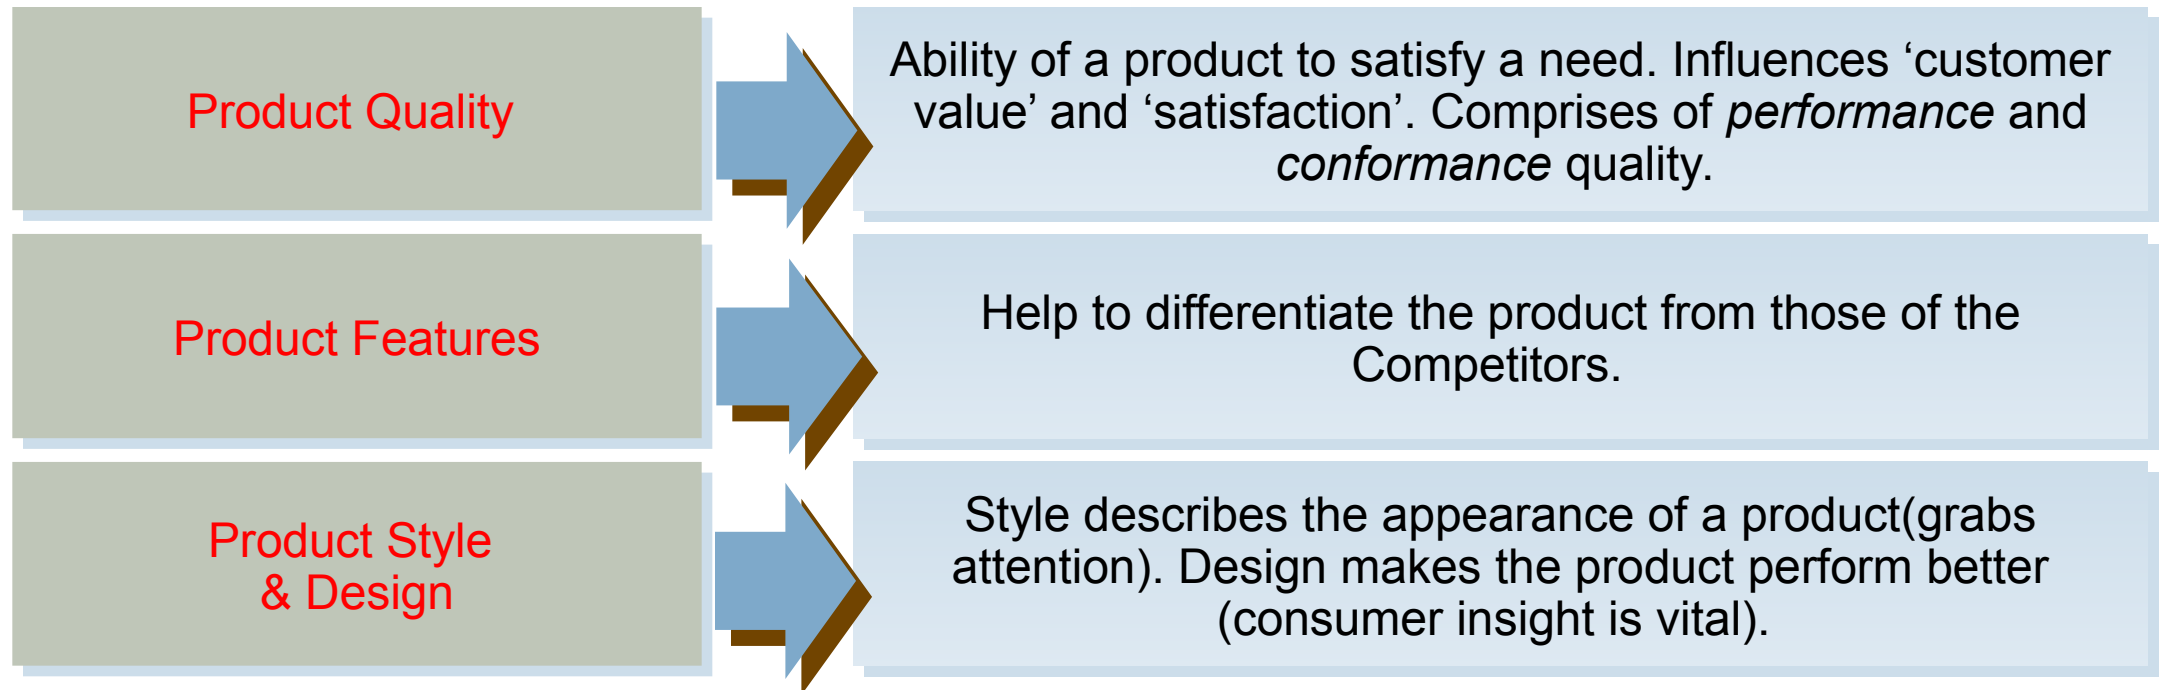 Product Quality
Ability of a product to satisfy a need. Influences ‘customer
value’ and ‘satisfaction’. Comprises of performance and
conformance quality.
Product Features
Help to differentiate the product from those of the
Competitors.
Product Style
& Design
Style describes the appearance of a product(grabs
attention). Design makes the product perform better
(consumer insight is vital).